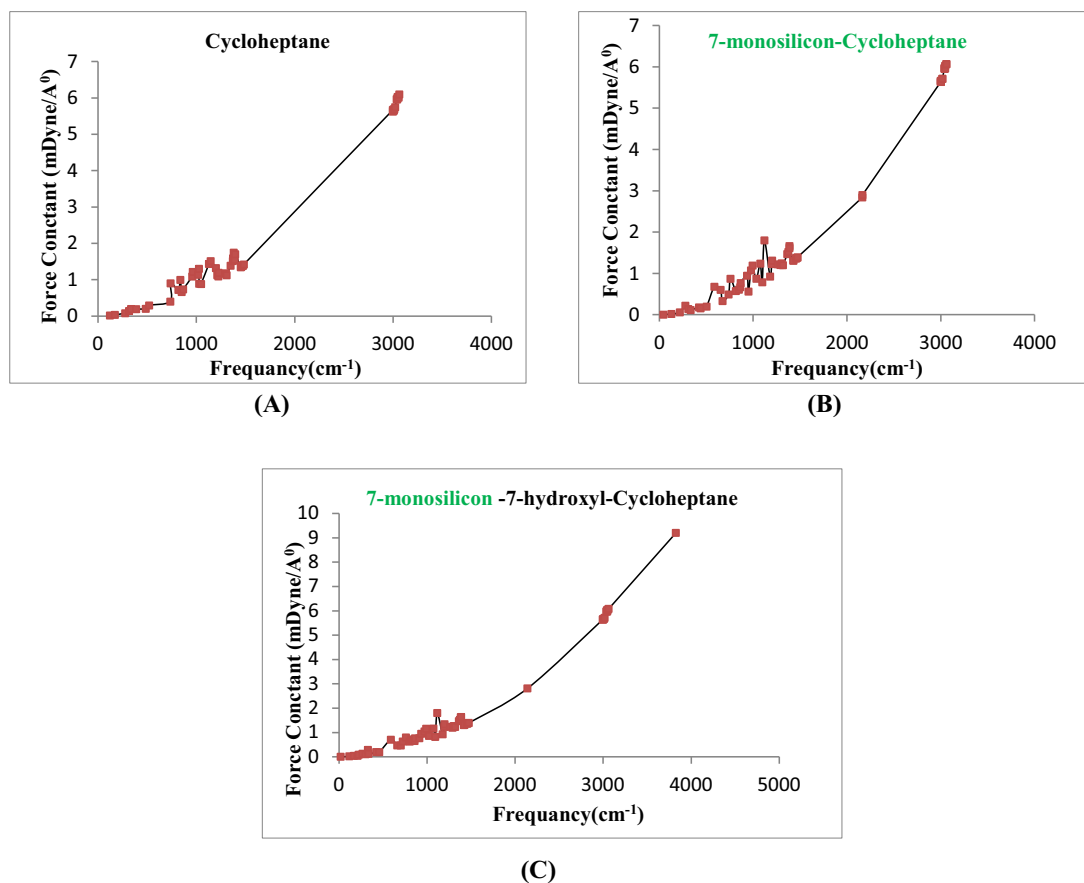 Cycloheptane
Force Conctant (mDyne/A⁰)
7
6
5
4
3
2
1
0
0 1000 2000 3000 4000
Frequancy(cm⁻¹)
(A)
7-monosilicon-Cycloheptane
Force Conctant (mDyne/A⁰)
7
6
5
4
3
2
1
0
0 1000 2000 3000 4000
Frequancy(cm⁻¹)
(B)
7-monosilicon -7-hydroxyl-Cycloheptane
Force Conctant (mDyne/A⁰)
10
9
8
7
6
5
4
3
2
1
0
0 1000 2000 3000 4000 5000
Frequancy(cm⁻¹)
(C)